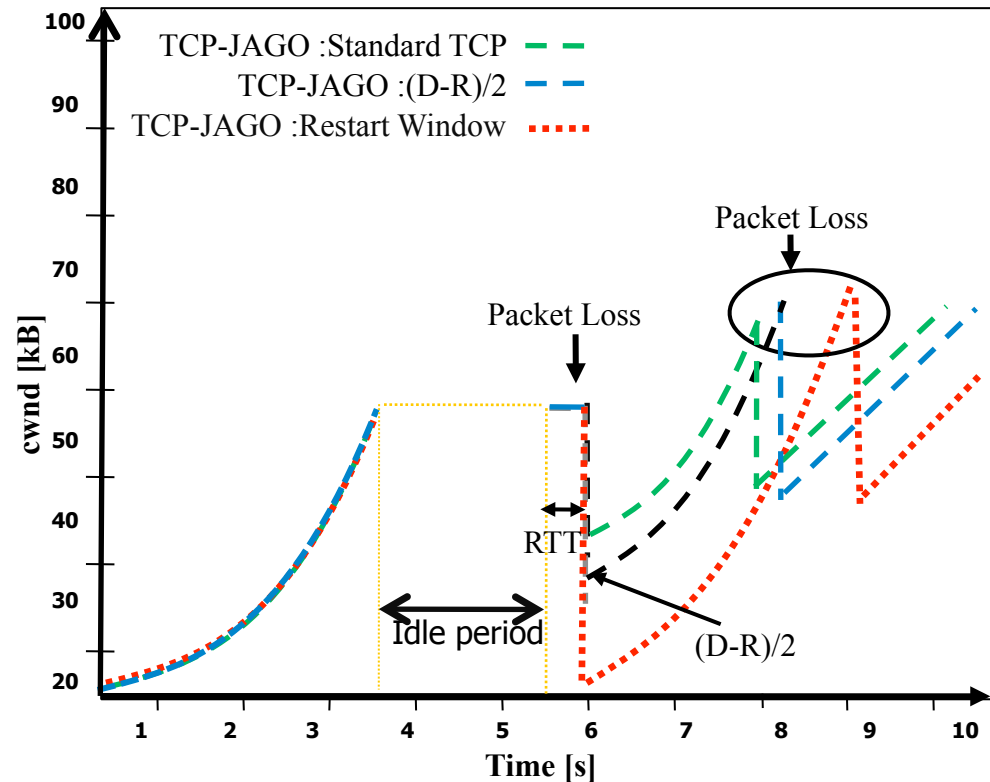 100
90
80
70
60
50
40
30
20
cwnd [kB]
TCP-JAGO :Standard TCP
TCP-JAGO :(D-R)/2
TCP-JAGO :Restart Window
Packet Loss
Packet Loss
RTT
Idle period
(D-R)/2
1 2 3 4 5 6 7 8 9 10
Time [s]